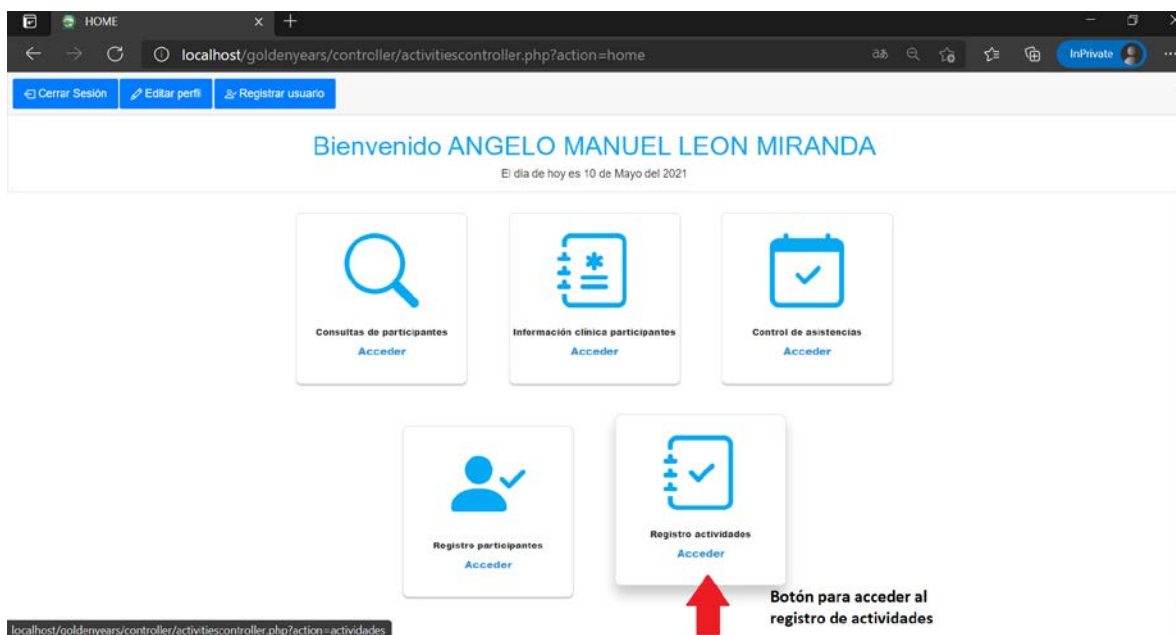 HOME
localhost/goldenyears/controller/activitiescontroller.php?action=home
InPrivate
Cerrar Sesión
Editar perfil
Registrar usuario
Bienvenido ANGELO MANUEL LEON MIRANDA
El dia de hoy es 10 de Mayo del 2021
Consultas de participantes
Acceder
Información clínica participantes
Acceder
Control de asistencias
Acceder
Registro participantes
Acceder
Registro actividades
Acceder
Botón para acceder al
registro de actividades
localhost/goldenyears/controller/activitiescontroller.php?action=actividades